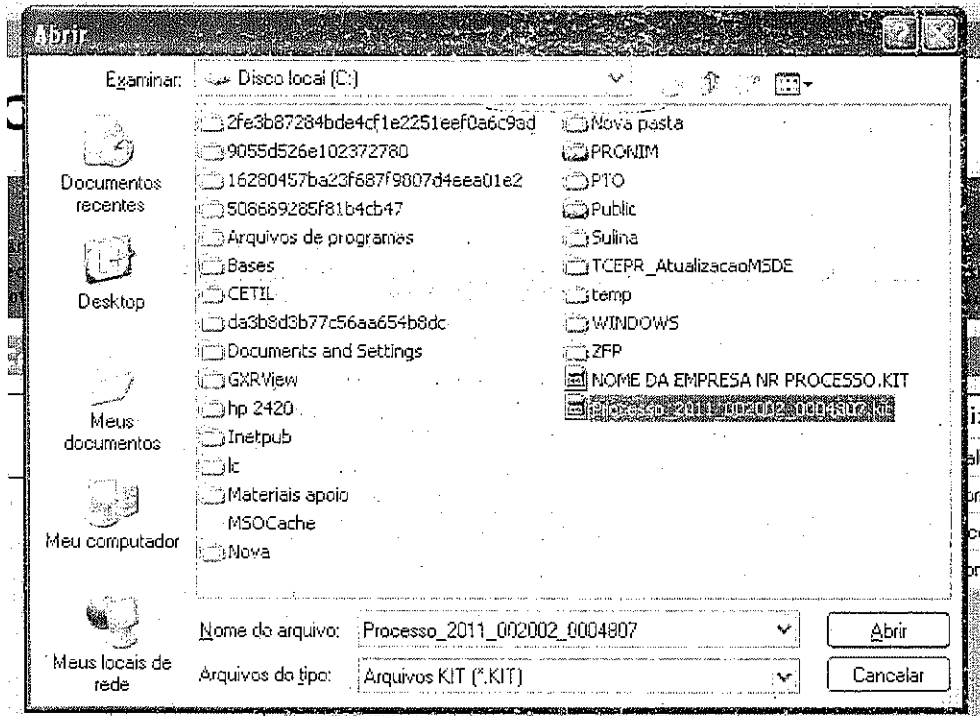 Abrir
Examinar:
Disco local (C:)
Documentos
recentes
Desktop
Meus
documentos
Meu computador
Meus locais de
rede
2fe3b87284bde4cf1e2251eef0a6c9ad
9055d526e102372780
16280457ba23f687f9807d4eea01e2
506669285f81b4cb47
Arquivos de programas
Bases
CETIL
da3b8d3b77c56aa654b8dc
Documents and Settings
GXRView
hp 2420
Inetpub
lc
Materiais apoio
MSOCache
Nova
Nova pasta
PRONIM
PTO
Public
Sulina
TCEPR_AtualizacaoMSDE
temp
WINDOWS
ZFP
NOME DA EMPRESA NR PROCESSO.KIT
Processo_2011_002002_0004807.kit
Nome do arquivo:
Processo_2011_002002_0004807
Abrir
Arquivos do tipo:
Arquivos KIT (*.KIT)
Cancelar